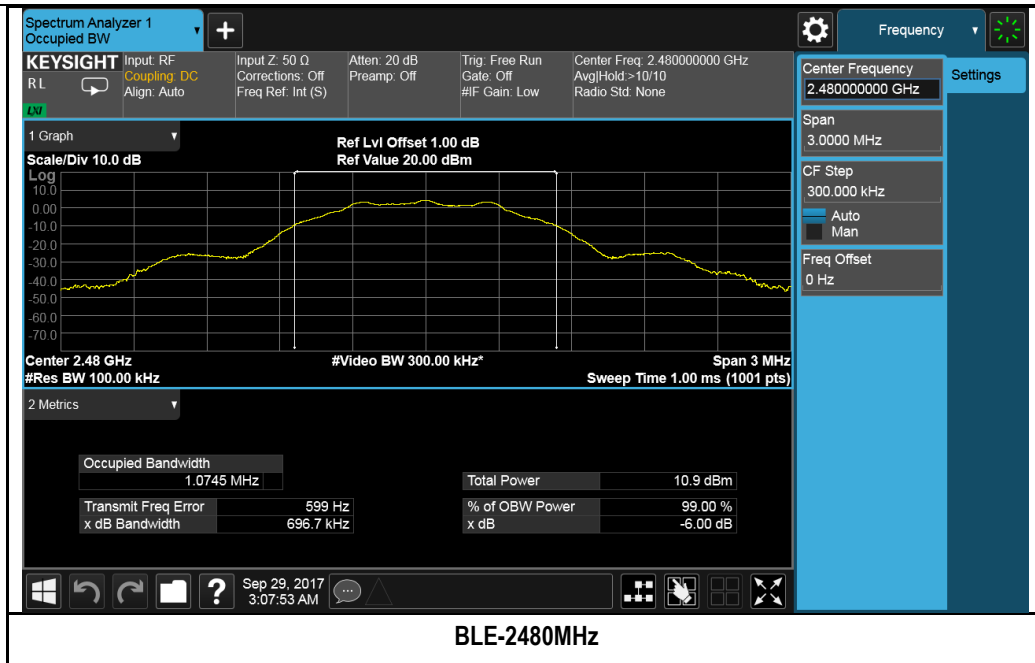 Spectrum Analyzer 1
Occupied BW
Frequency
KEYSIGHT
RL
LXI
Input: RF
Coupling: DC
Align: Auto
Input Z: 50 Ω
Corrections: Off
Freq Ref: Int (S)
Atten: 20 dB
Preamp: Off
Trig: Free Run
Gate: Off
#IF Gain: Low
Center Freq: 2.480000000 GHz
Avg|Hold:>10/10
Radio Std: None
Center Frequency
2.480000000 GHz
Settings
Span
3.0000 MHz
CF Step
300.000 kHz
Auto
Man
Freq Offset
0 Hz
1 Graph
Scale/Div 10.0 dB
Ref Lvl Offset 1.00 dB
Ref Value 20.00 dBm
Log
10.0
0.00
-10.0
-20.0
-30.0
-40.0
-50.0
-60.0
-70.0
Center 2.48 GHz
#Video BW 300.00 kHz*
Span 3 MHz
#Res BW 100.00 kHz
Sweep Time 1.00 ms (1001 pts)
2 Metrics
Occupied Bandwidth
1.0745 MHz
Total Power 10.9 dBm
Transmit Freq Error 599 Hz
% of OBW Power 99.00 %
x dB Bandwidth 696.7 kHz
x dB -6.00 dB
?
Sep 29, 2017
3:07:53 AM
BLE-2480MHz